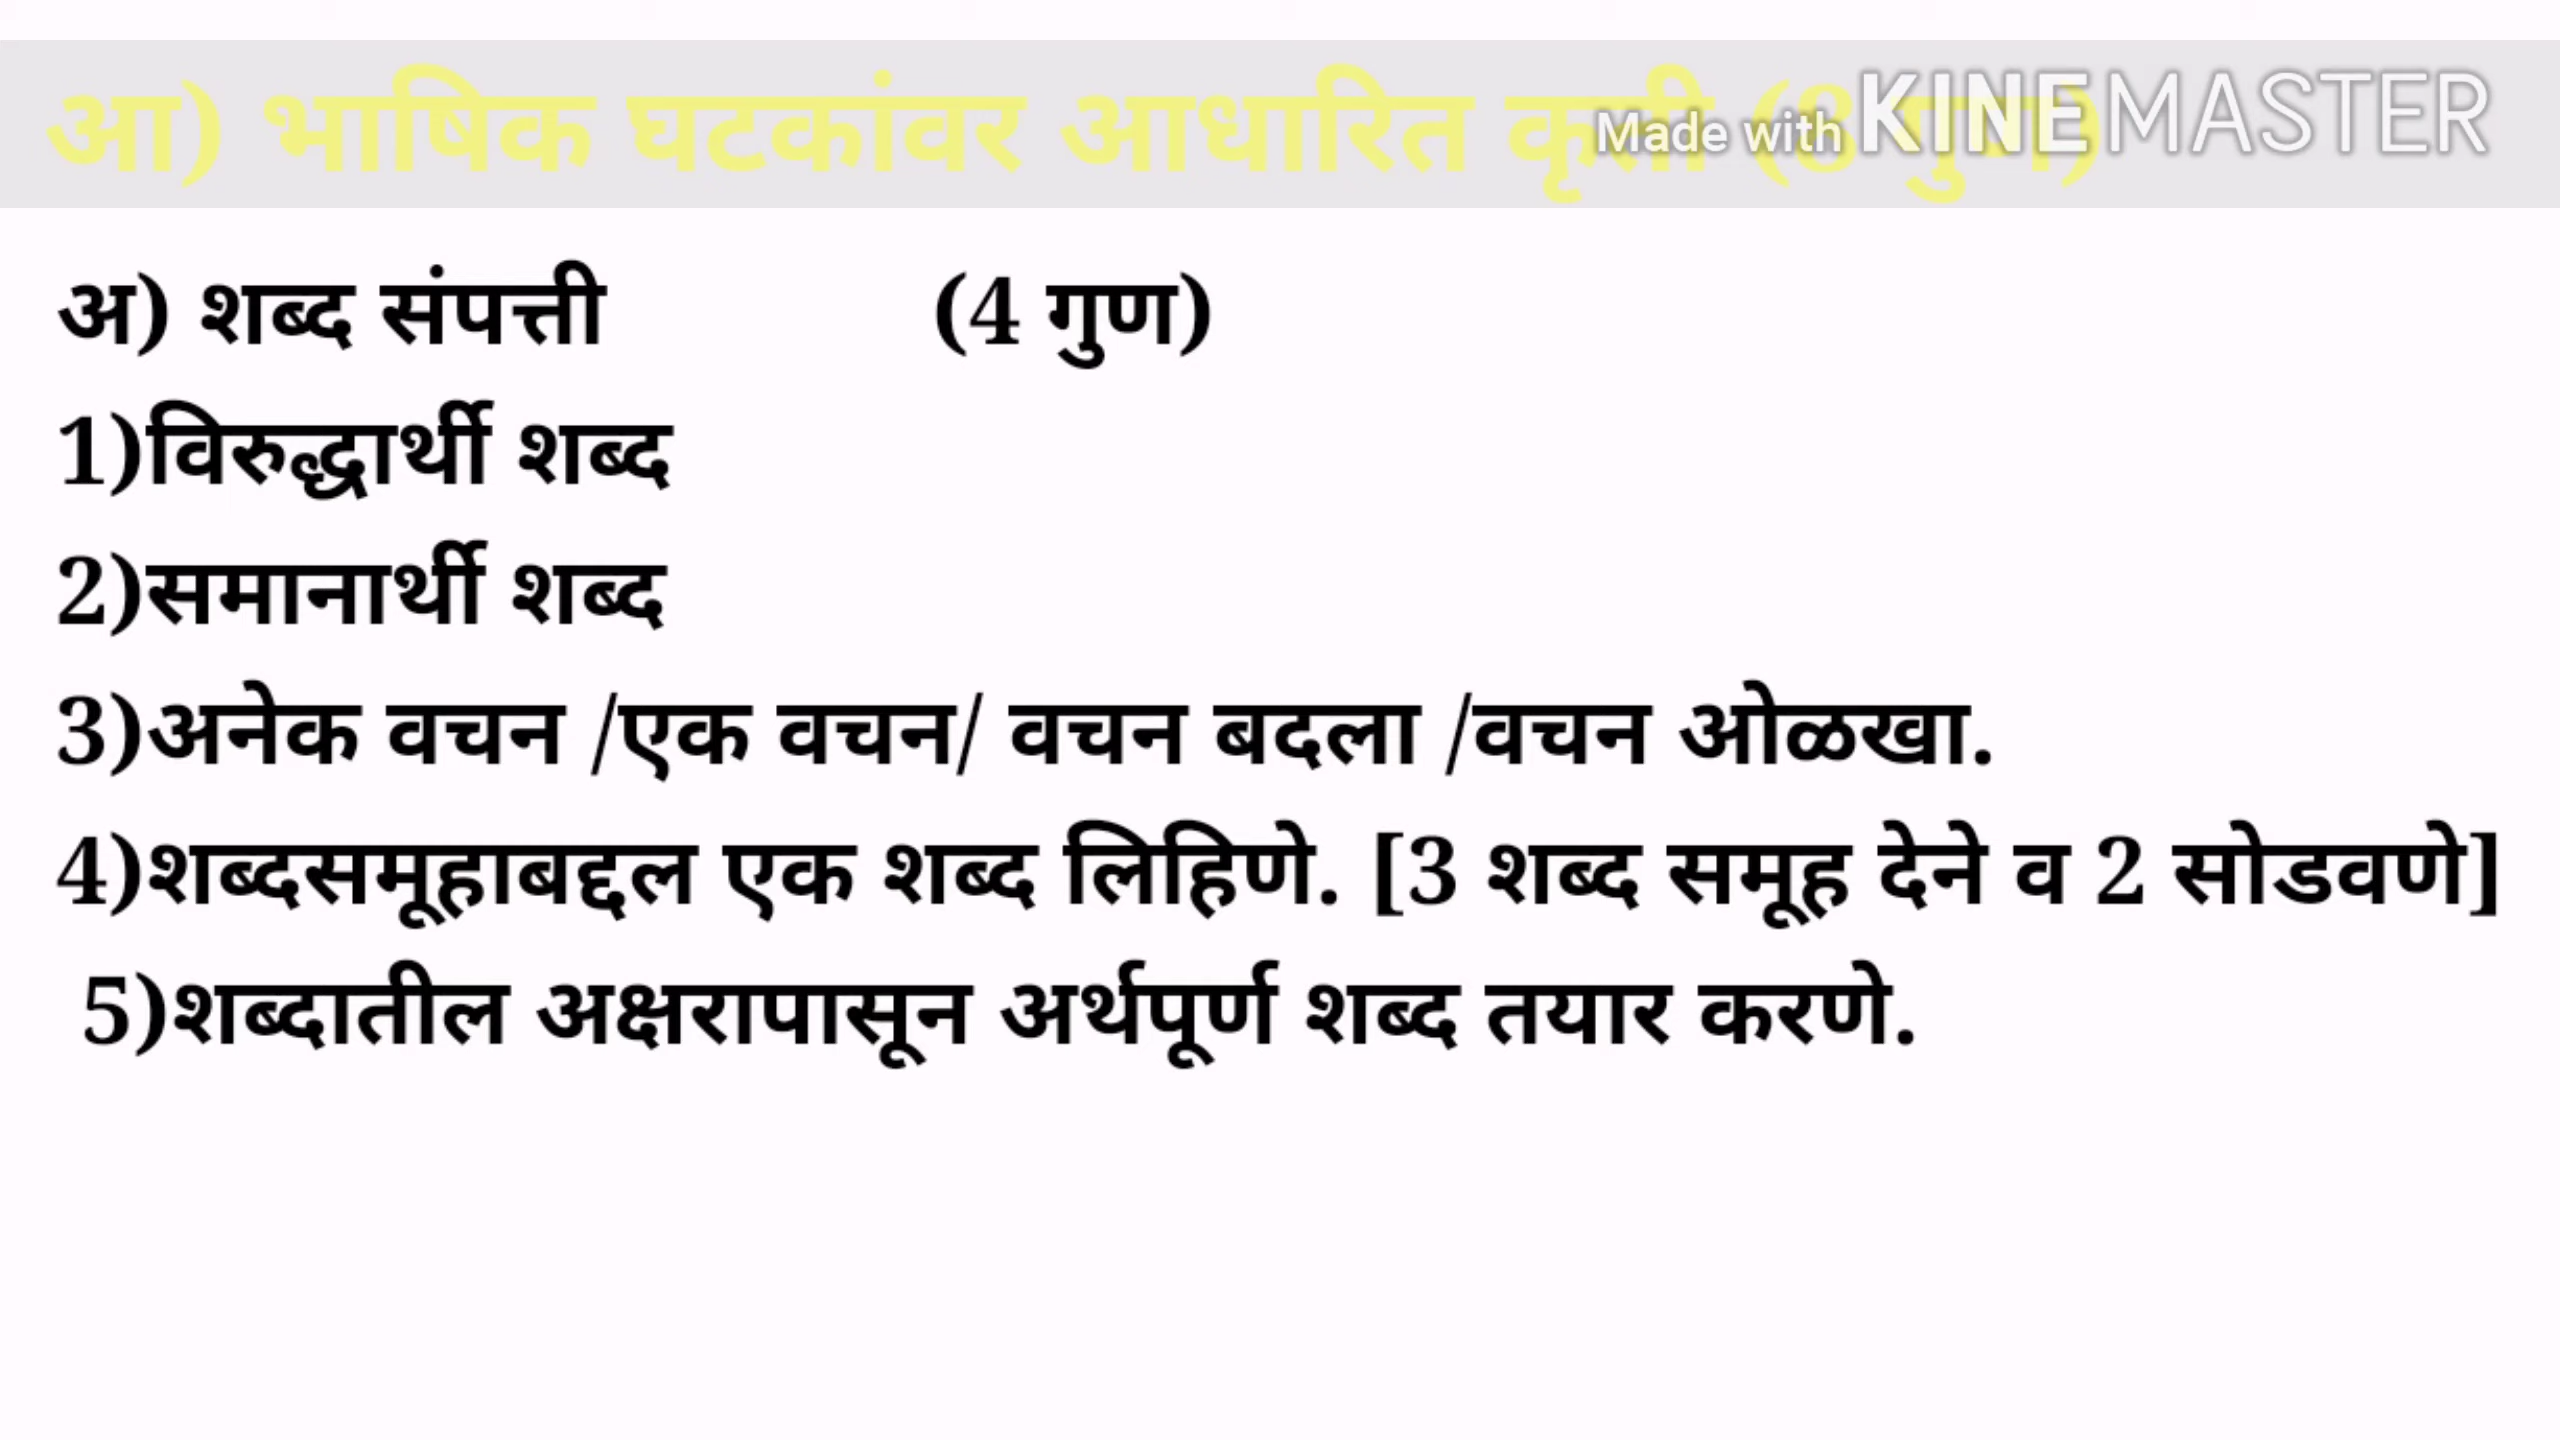 आ) भाषिक घटकांवर आधारित कृती (8 गुण)
Made with KINEMASTER
अ) शब्द संपत्ती (4 गुण)
1)विरुद्धार्थी शब्द
2)समानार्थी शब्द
3)अनेक वचन /एक वचन/ वचन बदला /वचन ओळखा.
4)शब्दसमूहाबद्दल एक शब्द लिहिणे. [3 शब्द समूह देने व 2 सोडवणे]
5)शब्दातील अक्षरापासून अर्थपूर्ण शब्द तयार करणे.